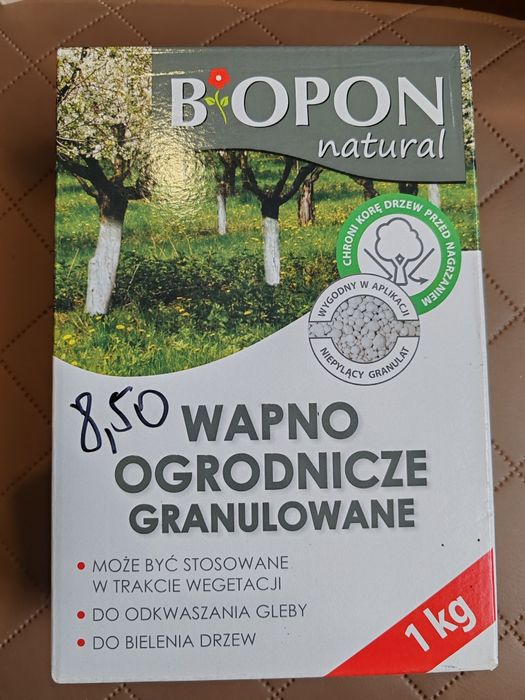 BIOPON
natural
CHRONI KORĘ DRZEW PRZED NAGRZANIEM
WYGODNY W APLIKACJI
NIEPYLĄCY GRANULAT
8,50
WAPNO
OGRODNICZE
GRANULOWANE
• MOŻE BYĆ STOSOWANE
W TRAKCIE WEGETACJI
• DO ODKWASZANIA GLEBY
• DO BIELENIA DRZEW
1 kg